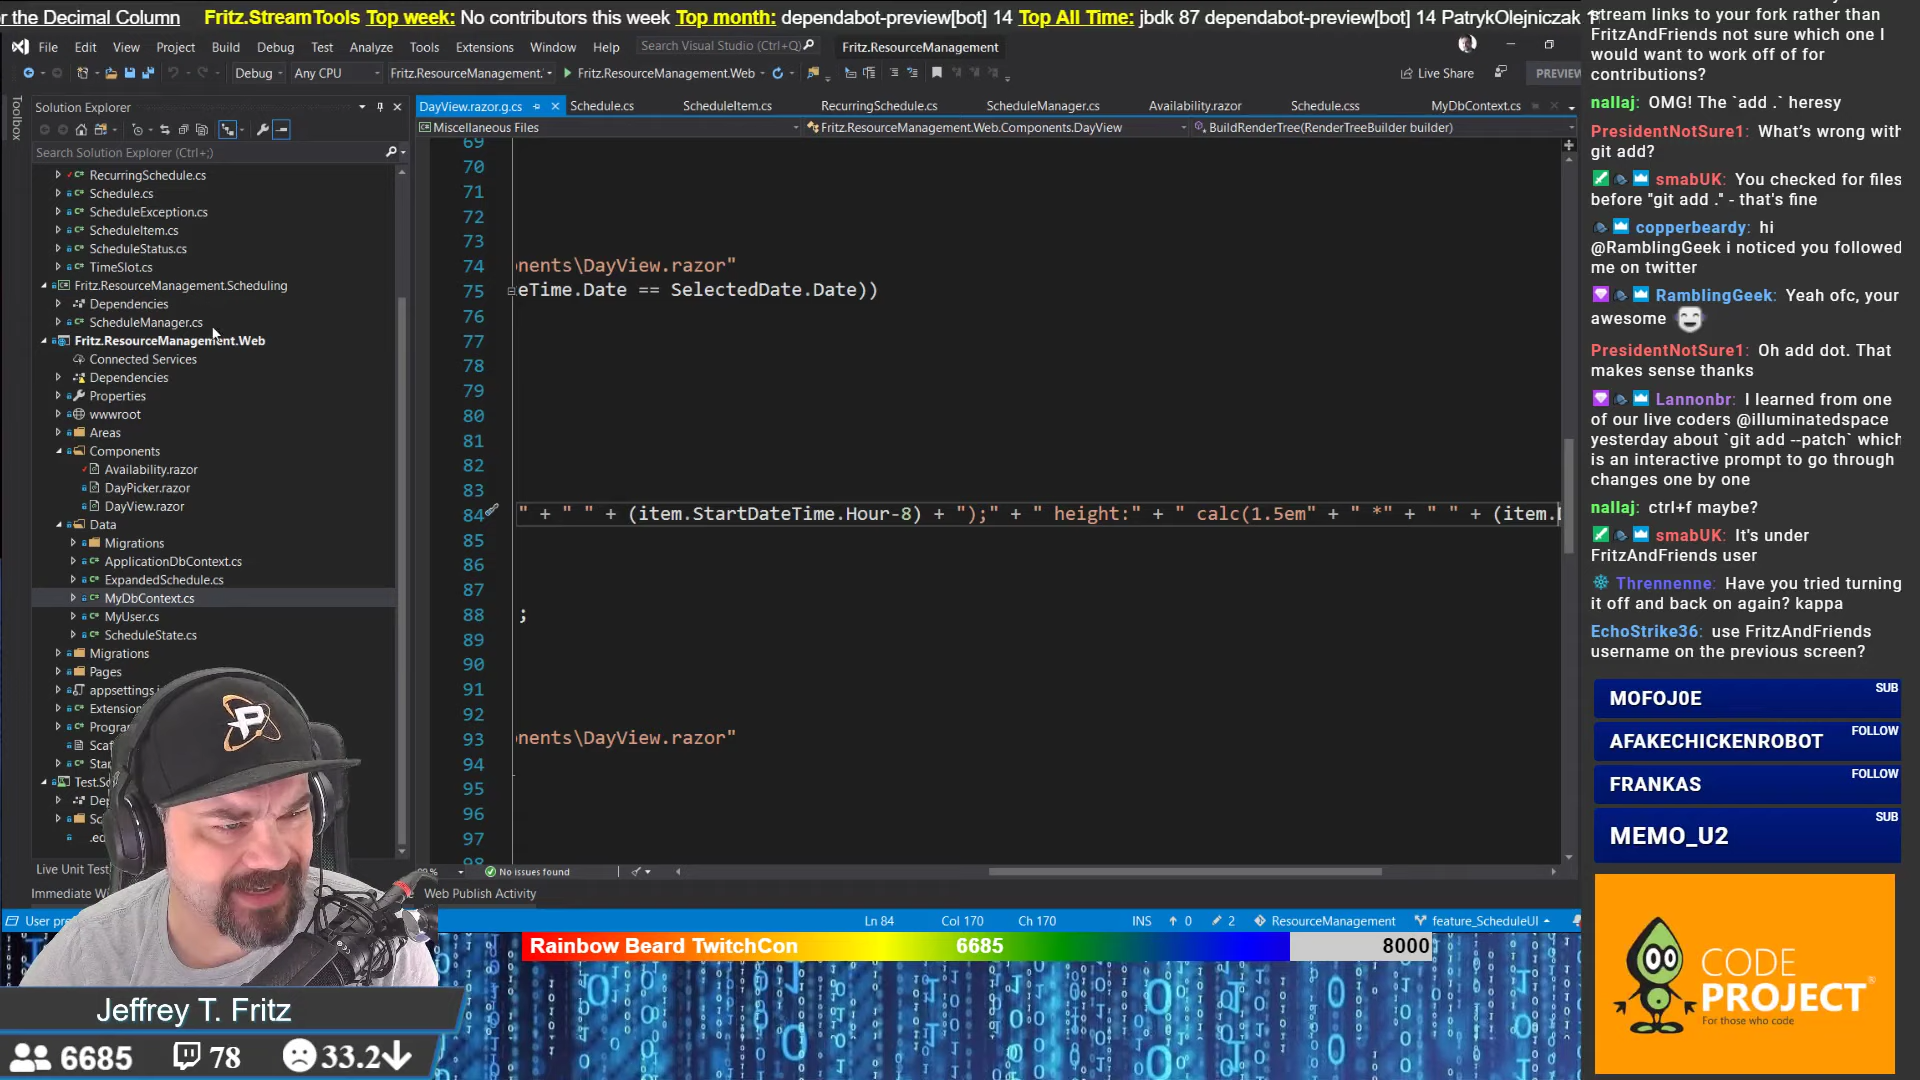 or the Decimal Column Fritz.StreamTools Top week: No contributors this week Top month: dependabot-preview[bot] 14 Top All Time: jbdk 87 dependabot-preview[bot] 14 PatrykOlejniczak
File Edit View Project Build Debug Test Analyze Tools Extensions Window Help Search Visual Studio (Ctrl+Q) Fritz.ResourceManagement
Debug Any CPU Fritz.ResourceManagement. Fritz.ResourceManagement.Web Live Share PREVIEW
Toolbox
Solution Explorer
Search Solution Explorer (Ctrl+;)
RecurringSchedule.cs
Schedule.cs
ScheduleException.cs
ScheduleItem.cs
ScheduleStatus.cs
TimeSlot.cs
Fritz.ResourceManagement.Scheduling
Dependencies
ScheduleManager.cs
Fritz.ResourceManagement.Web
Connected Services
Dependencies
Properties
wwwroot
Areas
Components
Availability.razor
DayPicker.razor
DayView.razor
Data
Migrations
ApplicationDbContext.cs
ExpandedSchedule.cs
MyDbContext.cs
MyUser.cs
ScheduleState.cs
Migrations
Pages
appsettings.
Extension
Progra
Sca
Star
Test.Sc
De
Sc
.ed
Live Unit Test
Immediate Wi
Web Publish Activity
DayView.razor.g.cs Schedule.cs ScheduleItem.cs RecurringSchedule.cs ScheduleManager.cs Availability.razor Schedule.css MyDbContext.cs
Miscellaneous Files Fritz.ResourceManagement.Web.Components.DayView BuildRenderTree(RenderTreeBuilder builder)
69
70
71
72
73
74 nents\DayView.razor"
75 eTime.Date == SelectedDate.Date))
76
77
78
79
80
81
82
83
84 " + " " + (item.StartDateTime.Hour-8) + ");" + " height:" + " calc(1.5em" + " *" + " " + (item.
85
86
87
88 ;
89
90
91
92
93 nents\DayView.razor"
94
95
96
97
98
No issues found
User pre Ln 84 Col 170 Ch 170 INS 0 2 ResourceManagement feature_ScheduleUI
Rainbow Beard TwitchCon 6685 8000
Jeffrey T. Fritz
6685 78 33.2
stream links to your fork rather than
FritzAndFriends not sure which one I
would want to work off of for
contributions?
nallaj: OMG! The `add .` heresy
PresidentNotSure1: What's wrong with
git add?
smabUK: You checked for files
before "git add ." - that's fine
copperbeardy: hi
@RamblingGeek i noticed you followed
me on twitter
RamblingGeek: Yeah ofc, your
awesome
PresidentNotSure1: Oh add dot. That
makes sense thanks
Lannonbr: I learned from one
of our live coders @illuminatedspace
yesterday about `git add --patch` which
is an interactive prompt to go through
changes one by one
nallaj: ctrl+f maybe?
smabUK: It's under
FritzAndFriends user
Thrennenne: Have you tried turning
it off and back on again? kappa
EchoStrike36: use FritzAndFriends
username on the previous screen?
MOFOJ0E SUB
AFAKECHICKENROBOT FOLLOW
FRANKAS FOLLOW
MEMO_U2 SUB
CODE
PROJECT
For those who code